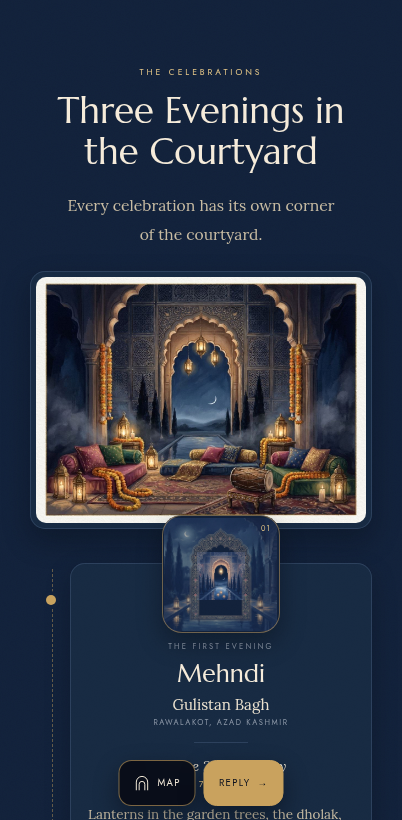 THE CELEBRATIONS
Three Evenings in
the Courtyard
Every celebration has its own corner
of the courtyard.
01
THE FIRST EVENING
Mehndi
Gulistan Bagh
RAWALAKOT, AZAD KASHMIR
MAP
REPLY →
Lanterns in the garden trees, the dholak,